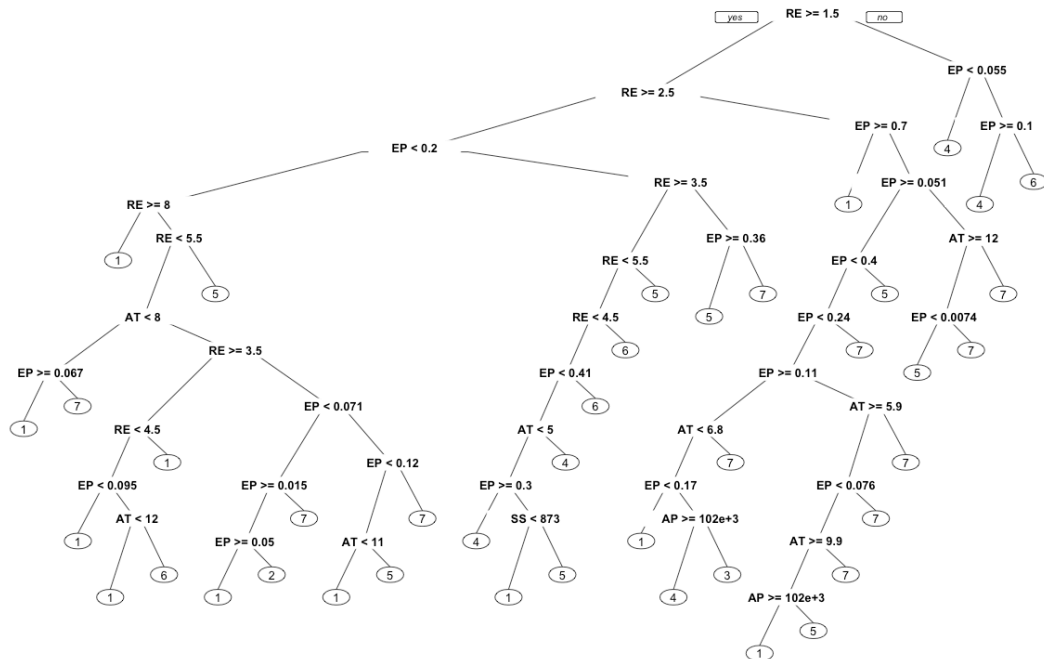 yes RE >= 1.5 no
EP < 0.055
RE >= 2.5
EP >= 0.7 EP >= 0.1
EP < 0.2 4
RE >= 3.5 EP >= 0.051 6
RE >= 8 1 4
RE < 5.5 EP >= 0.36 AT >= 12
1 RE < 5.5 EP < 0.4
5 5 7 5 7
AT < 8 RE < 4.5 5 EP < 0.24 EP < 0.0074
RE >= 3.5 6 7 7
EP >= 0.067 EP < 0.41 EP >= 0.11 5
7 EP < 0.071 6 AT >= 5.9
1 RE < 4.5 AT < 5 AT < 6.8
1 EP < 0.12 4 7 7
EP < 0.095 EP >= 0.015 EP >= 0.3 EP < 0.17 EP < 0.076
AT < 12 7 7 SS < 873 AP >= 102e+3 7
1 EP >= 0.05 AT < 11 4 1 AT >= 9.9
6 2 5 5 3 7
1 1 1 1 4 AP >= 102e+3
5
1